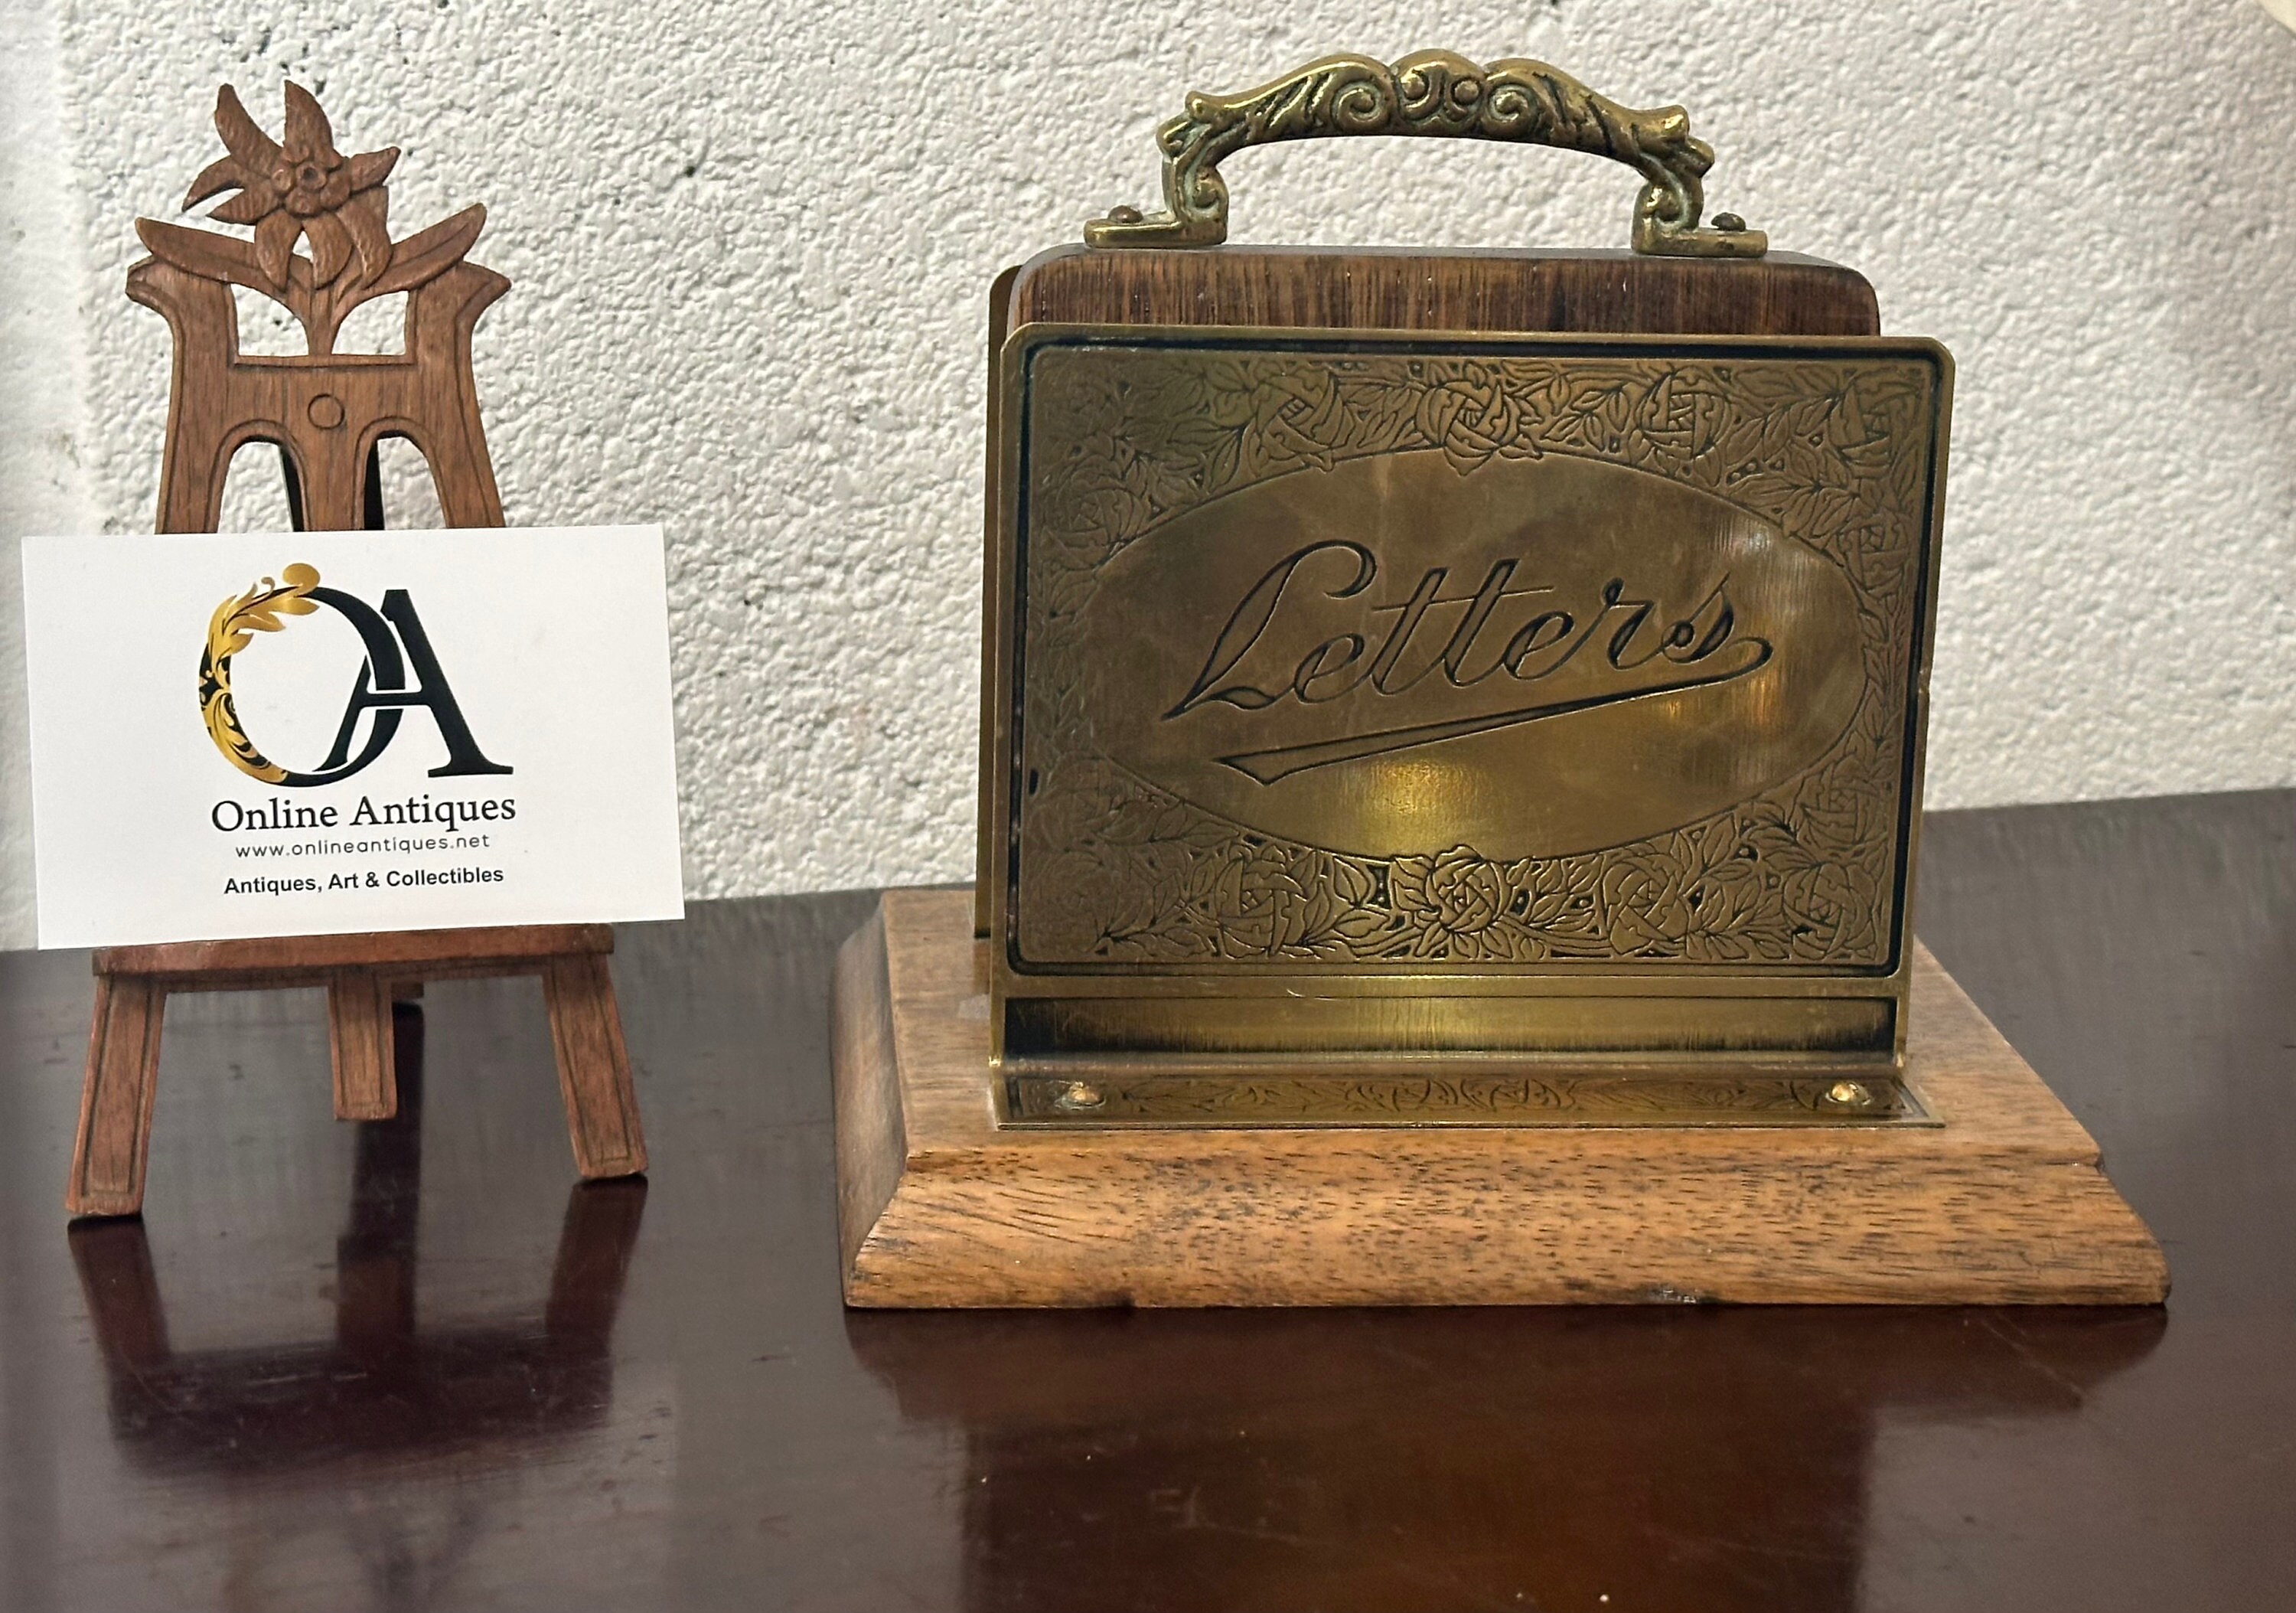 OA
Online Antiques
www.onlineantiques.net
Antiques, Art & Collectibles
Letters